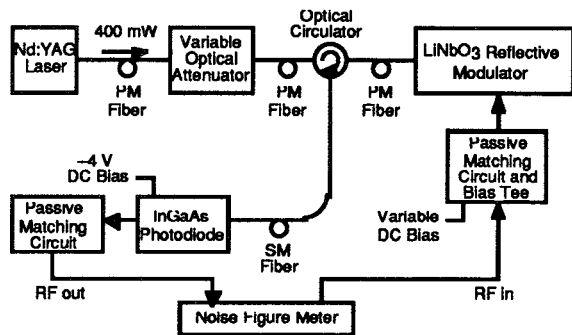 Nd:YAG
Laser
400 mW
PM
Fiber
Variable
Optical
Attenuator
PM
Fiber
Optical
Circulator
PM
Fiber
LiNbO3 Reflective
Modulator
Passive
Matching
Circuit and
Bias Tee
Variable
DC Bias
–4 V
DC Bias
Passive
Matching
Circuit
InGaAs
Photodiode
SM
Fiber
RF out
Noise Figure Meter
RF in